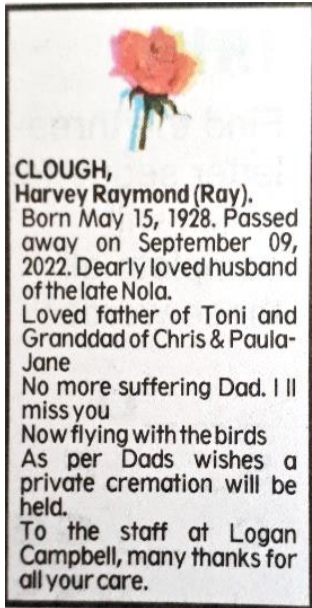 CLOUGH,
Harvey Raymond (Ray).
Born May 15, 1928. Passed
away on September 09,
2022. Dearly loved husband
of the late Nola.
Loved father of Toni and
Granddad of Chris & Paula-
Jane
No more suffering Dad. I ll
miss you
Now flying with the birds
As per Dads wishes a
private cremation will be
held.
To the staff at Logan
Campbell, many thanks for
all your care.